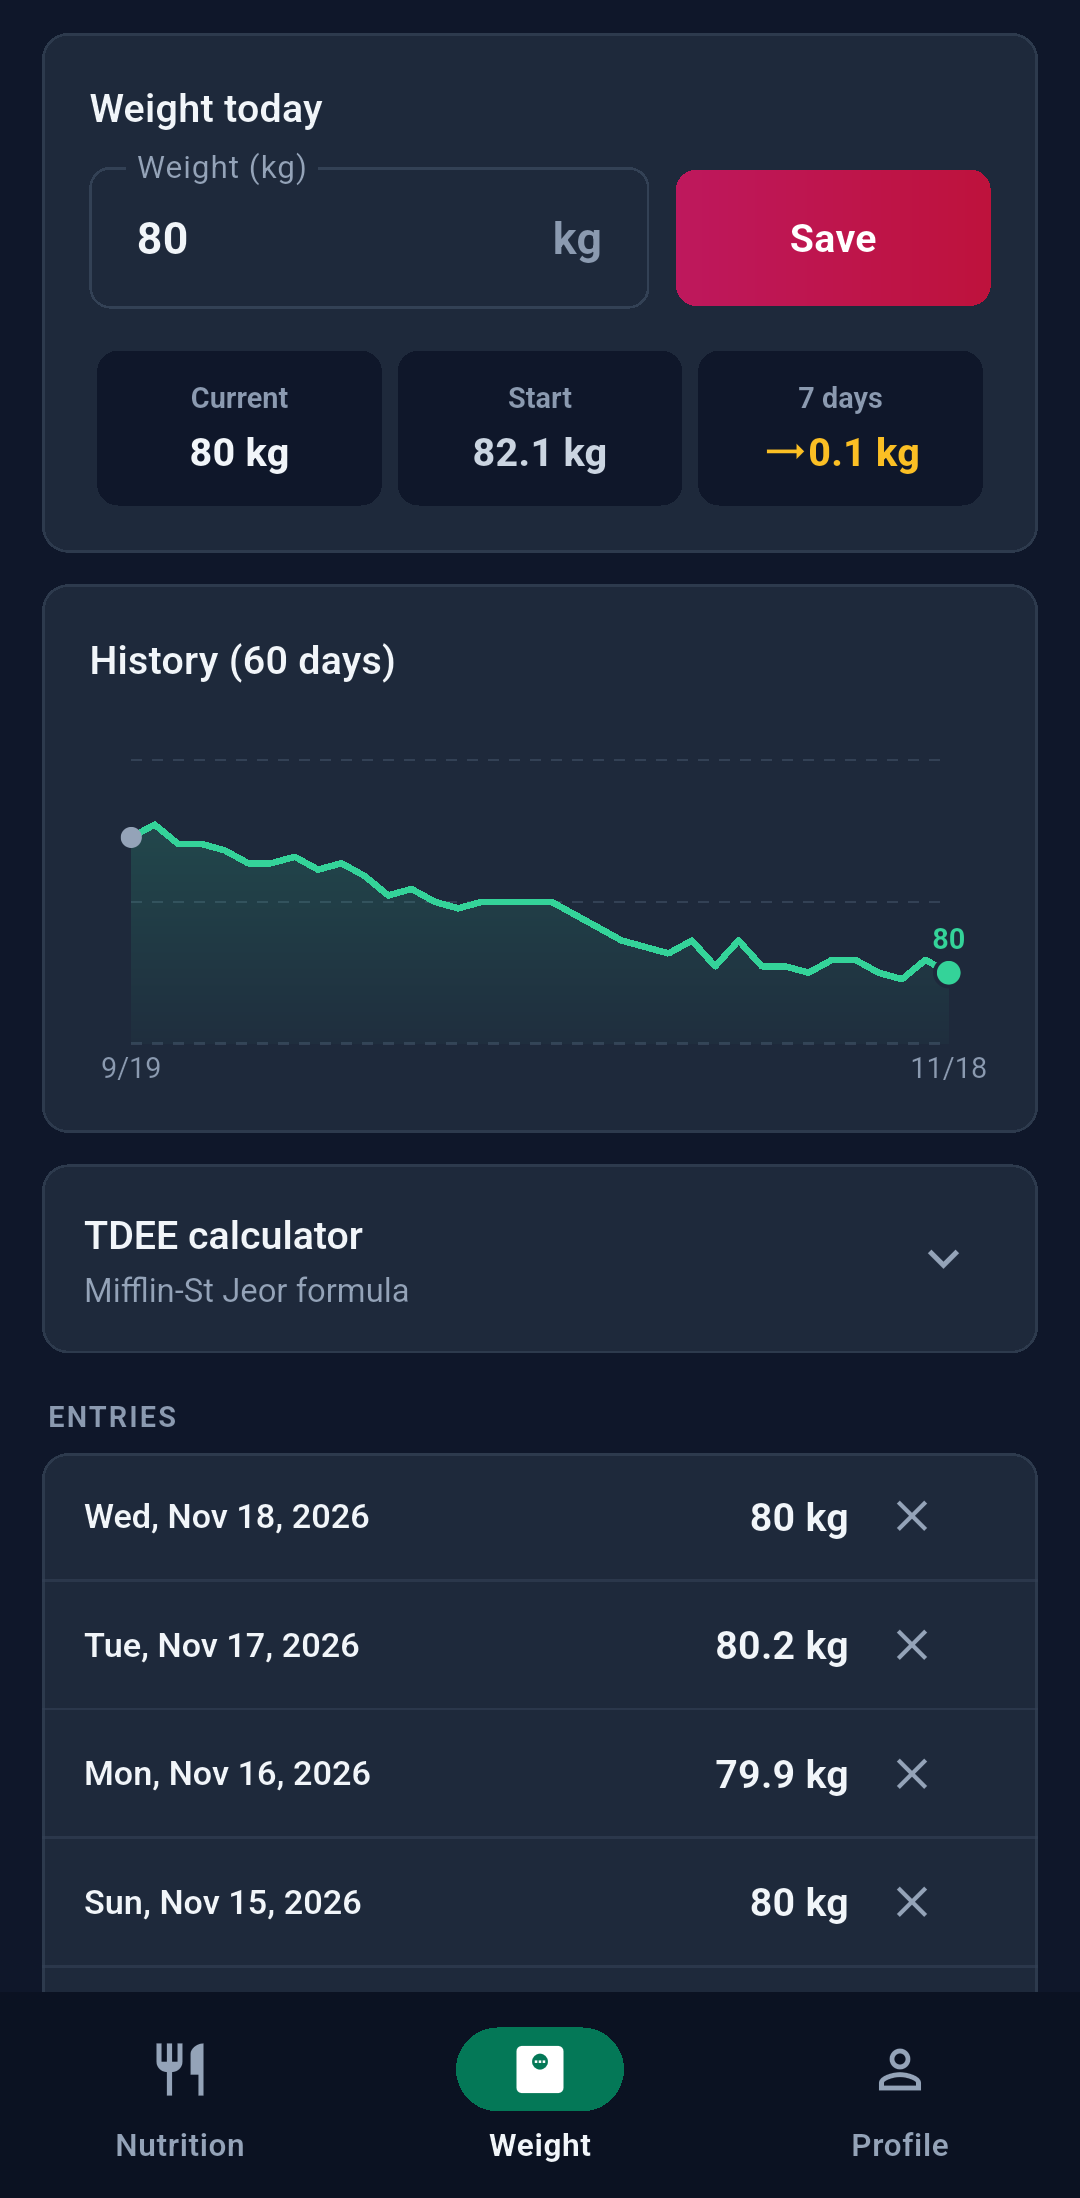 Weight today
Weight (kg)
80 kg
Save
Current
80 kg
Start
82.1 kg
7 days
→0.1 kg
History (60 days)
80
9/19
11/18
TDEE calculator
Mifflin-St Jeor formula
ENTRIES
Wed, Nov 18, 2026 80 kg
Tue, Nov 17, 2026 80.2 kg
Mon, Nov 16, 2026 79.9 kg
Sun, Nov 15, 2026 80 kg
Nutrition
Weight
Profile